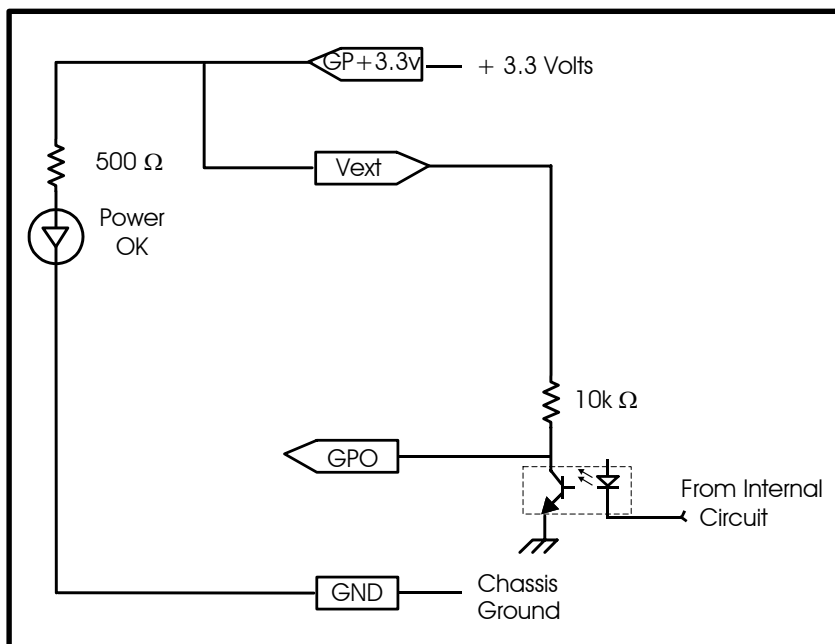 GP+3.3v
+ 3.3 Volts
500 Ω
Vext
Power
OK
10k Ω
GPO
From Internal
Circuit
GND
Chassis
Ground